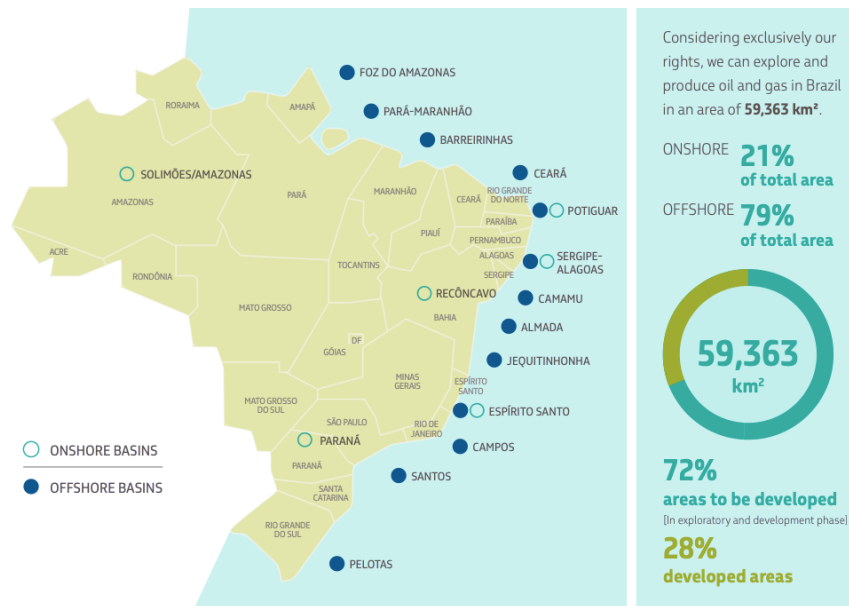 FOZ DO AMAZONAS
RORAIMA
AMAPÁ
PARÁ-MARANHÃO
BARREIRINHAS
SOLIMÕES/AMAZONAS
AMAZONAS
PARÁ
MARANHÃO
CEARÁ
CEARÁ
RIO GRANDE
DO NORTE
POTIGUAR
PARAÍBA
PIAUÍ
PERNAMBUCO
ALAGOAS
SERGIPE-
ALAGOAS
SERGIPE
ACRE
RONDÔNIA
TOCANTINS
RECÔNCAVO
CAMAMU
MATO GROSSO
BAHIA
ALMADA
DF
GÓIAS
JEQUITINHONHA
MINAS
GERAIS
ESPÍRITO
SANTO
MATO GROSSO
DO SUL
ESPÍRITO SANTO
SÃO PAULO
RIO DE
JANEIRO
PARANÁ
CAMPOS
PARANÁ
SANTOS
SANTA
CATARINA
RIO GRANDE
DO SUL
PELOTAS
ONSHORE BASINS
OFFSHORE BASINS
Considering exclusively our
rights, we can explore and
produce oil and gas in Brazil
in an area of 59,363 km².
ONSHORE 21%
of total area
OFFSHORE 79%
of total area
59,363
km²
72%
areas to be developed
[In exploratory and development phase]
28%
developed areas